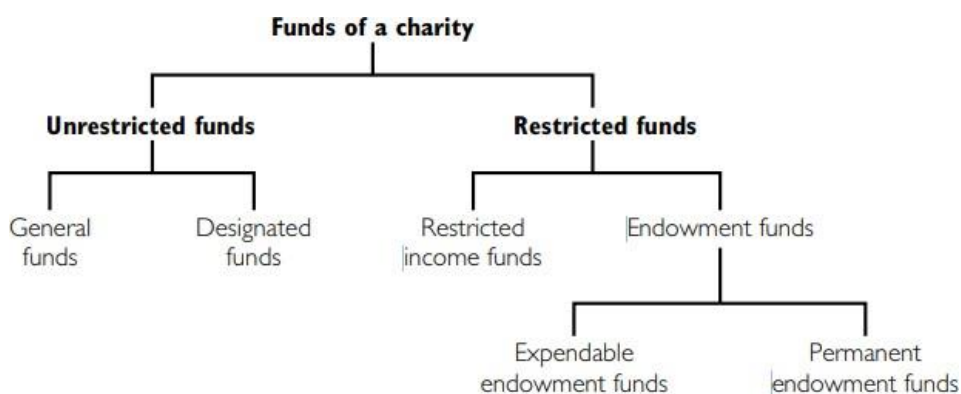 Funds of a charity
Unrestricted funds
Restricted funds
General
funds
Designated
funds
Restricted
income funds
Endowment funds
Expendable
endowment funds
Permanent
endowment funds